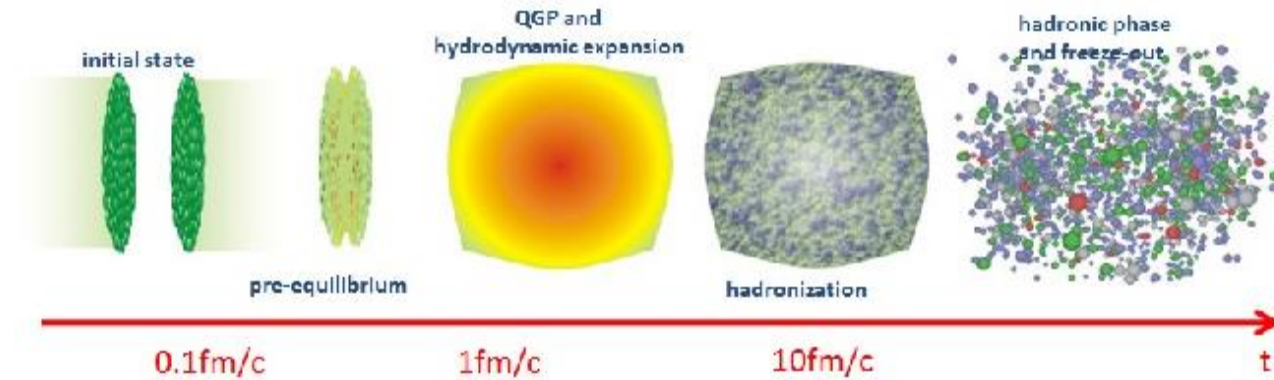 initial state
pre-equilibrium
QGP and
hydrodynamic expansion
hadronization
hadronic phase
and freeze-out
0.1fm/c
1fm/c
10fm/c
t